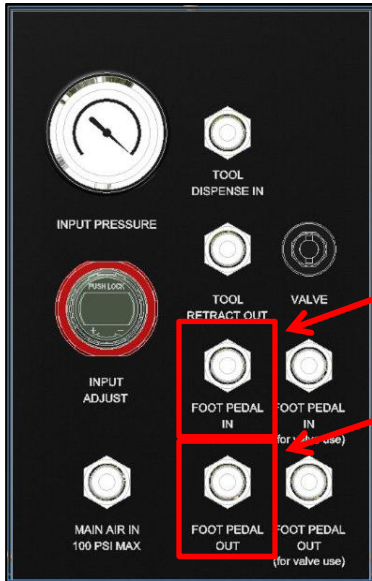 TOOL
DISPENSE IN
INPUT PRESSURE
PUSH LOCK
+ −
TOOL
RETRACT OUT
VALVE
INPUT
ADJUST
FOOT PEDAL
IN
FOOT PEDAL
IN
(for valve use)
MAIN AIR IN
100 PSI MAX
FOOT PEDAL
OUT
FOOT PEDAL
OUT
(for valve use)